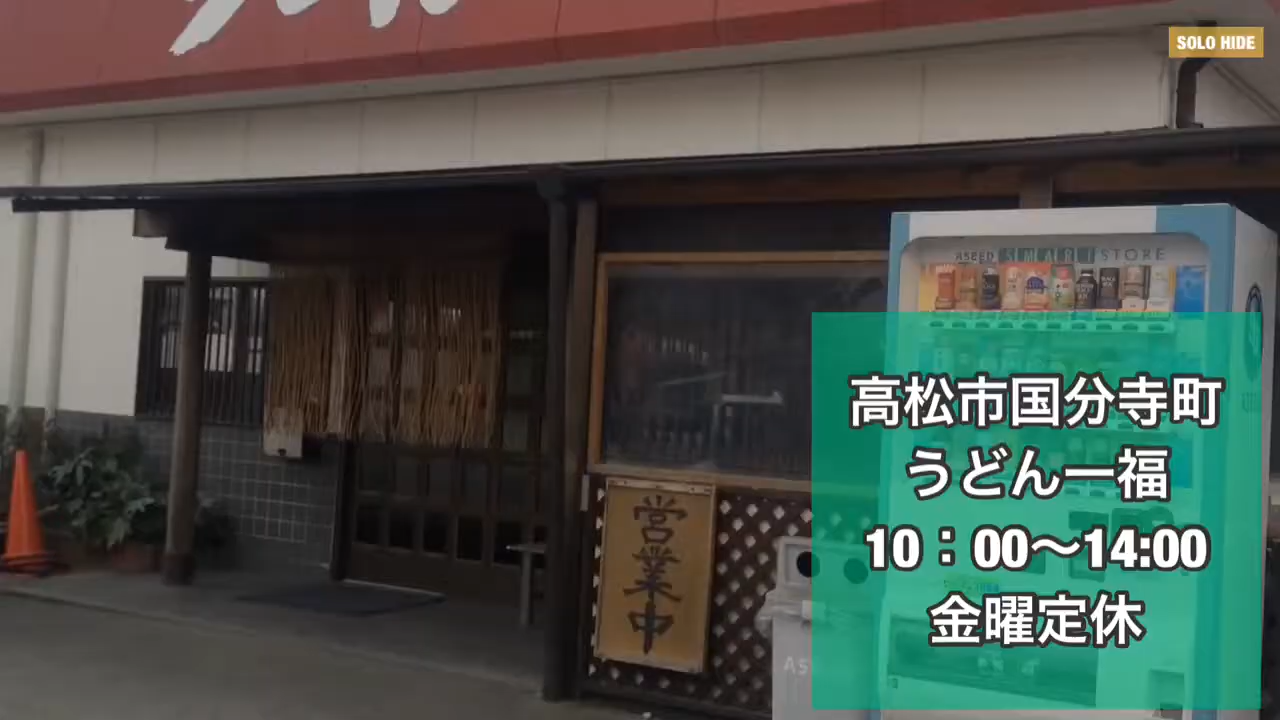 SOLO HIDE
ASEED SMART STORE
高松市国分寺町
うどん一福
10：00〜14:00
金曜定休
営業中